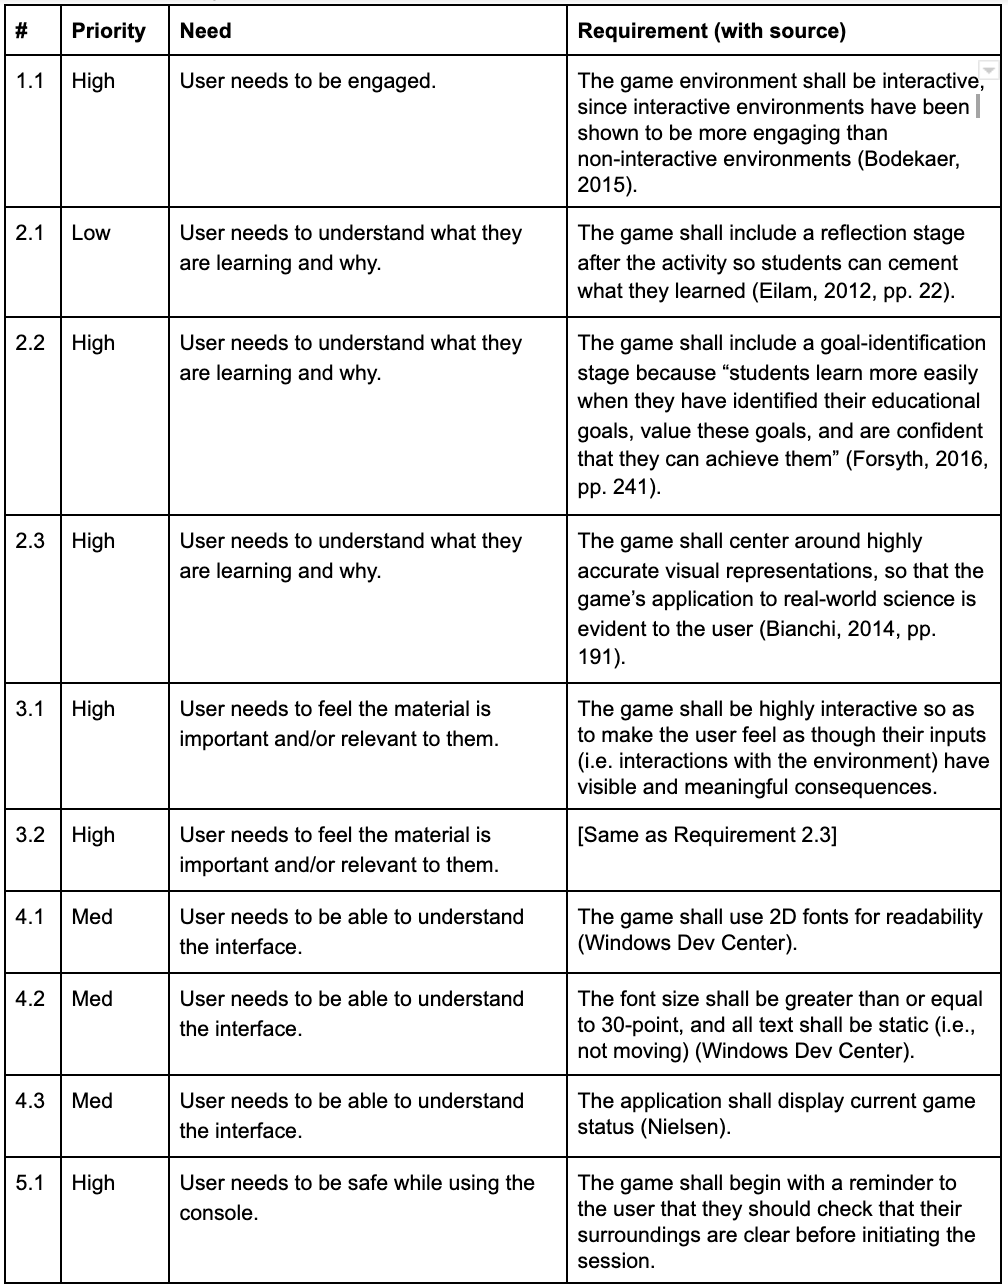 # Priority Need Requirement (with source)
1.1 High User needs to be engaged. The game environment shall be interactive,
since interactive environments have been
shown to be more engaging than
non-interactive environments (Bodekaer,
2015).
2.1 Low User needs to understand what they The game shall include a reflection stage
are learning and why. after the activity so students can cement
what they learned (Eilam, 2012, pp. 22).
2.2 High User needs to understand what they The game shall include a goal-identification
are learning and why. stage because “students learn more easily
when they have identified their educational
goals, value these goals, and are confident
that they can achieve them” (Forsyth, 2016,
pp. 241).
2.3 High User needs to understand what they The game shall center around highly
are learning and why. accurate visual representations, so that the
game’s application to real-world science is
evident to the user (Bianchi, 2014, pp.
191).
3.1 High User needs to feel the material is The game shall be highly interactive so as
important and/or relevant to them. to make the user feel as though their inputs
(i.e. interactions with the environment) have
visible and meaningful consequences.
3.2 High User needs to feel the material is [Same as Requirement 2.3]
important and/or relevant to them.
4.1 Med User needs to be able to understand The game shall use 2D fonts for readability
the interface. (Windows Dev Center).
4.2 Med User needs to be able to understand The font size shall be greater than or equal
the interface. to 30-point, and all text shall be static (i.e.,
not moving) (Windows Dev Center).
4.3 Med User needs to be able to understand The application shall display current game
the interface. status (Nielsen).
5.1 High User needs to be safe while using the The game shall begin with a reminder to
console. the user that they should check that their
surroundings are clear before initiating the
session.